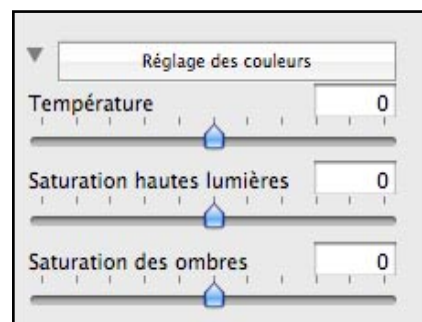 Réglage des couleurs
Température 0
Saturation hautes lumières 0
Saturation des ombres 0